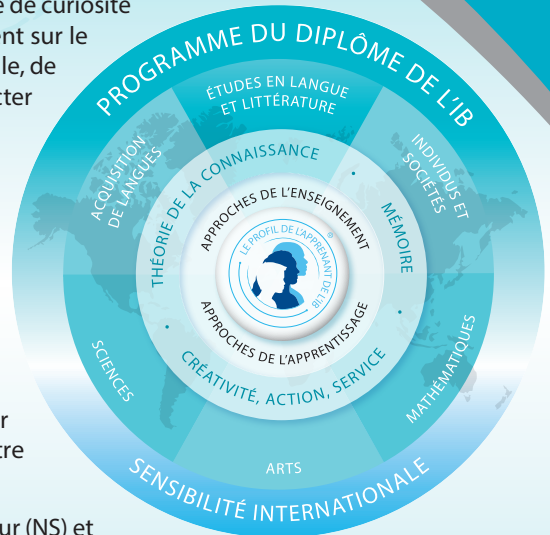 de curiosité
ent sur le
le, de
cter
PROGRAMME DU DIPLÔME DE L'IB
ÉTUDES EN LANGUE
ET LITTÉRATURE
ACQUISITION
DE LANGUES
INDIVIDUS ET
SOCIÉTÉS
THÉORIE DE LA CONNAISSANCE
MÉMOIRE
APPROCHES DE L'ENSEIGNEMENT
LE PROFIL DE L'APPRENANT DE L'IB
®
APPROCHES DE L'APPRENTISSAGE
CRÉATIVITÉ, ACTION, SERVICE
SCIENCES
MATHÉMATIQUES
ARTS
SENSIBILITÉ INTERNATIONALE
r
tre
ur (NS) et